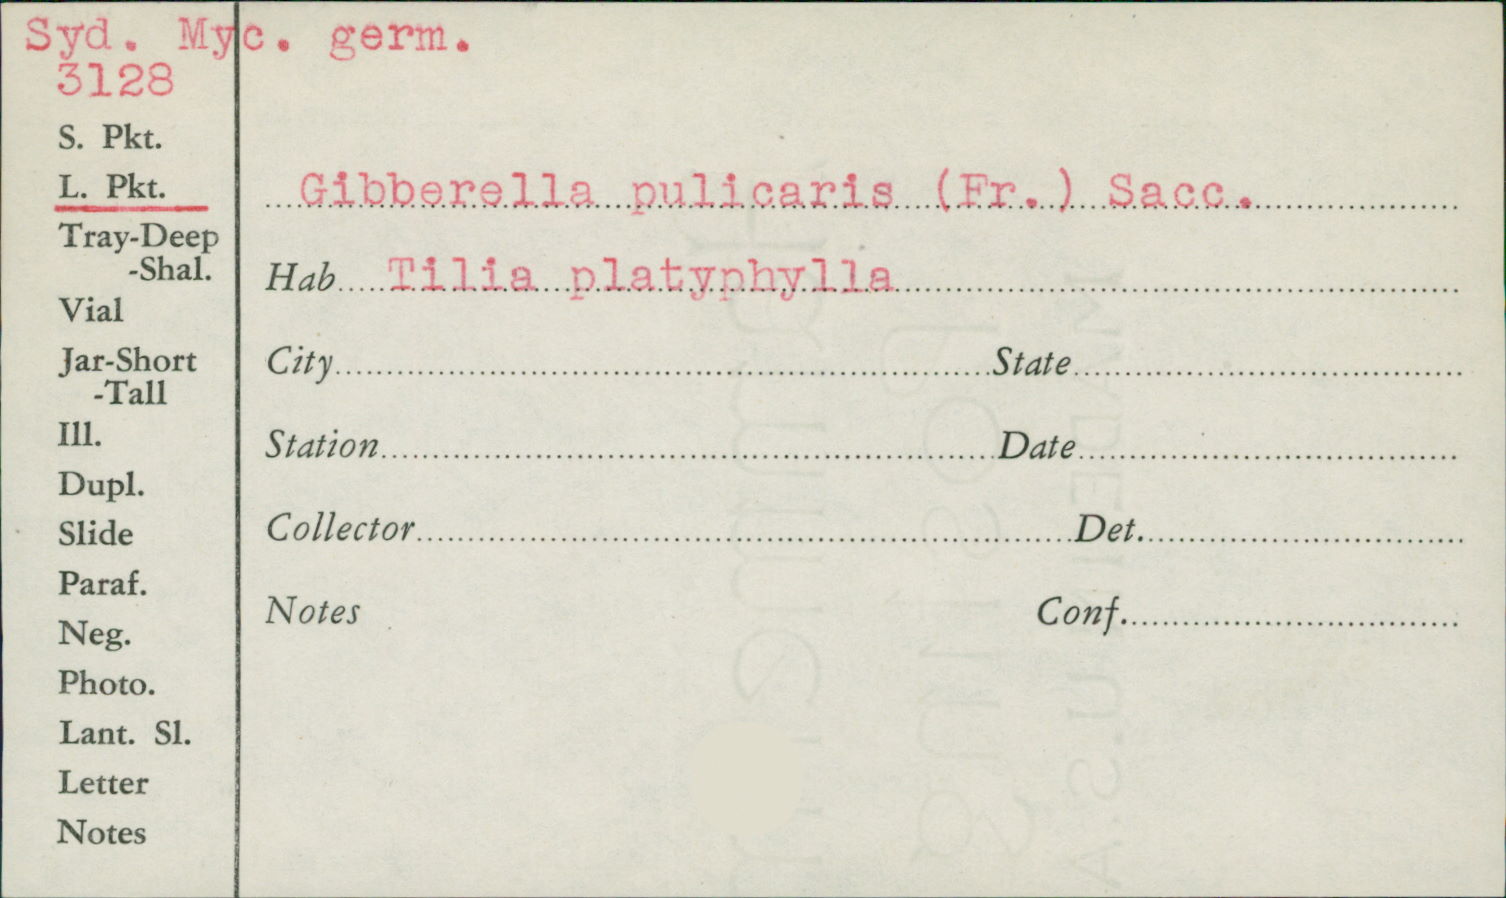 Syd. Myc. germ.
3128
S. Pkt.
L. Pkt.
Tray-Deep
-Shal.
Vial
Jar-Short
-Tall
Ill.
Dupl.
Slide
Paraf.
Neg.
Photo.
Lant. Sl.
Letter
Notes
Gibberella pulicaris (Fr.) Sacc.
Hab Tilia platyphylla
City State
Station Date
Collector Det.
Notes Conf.